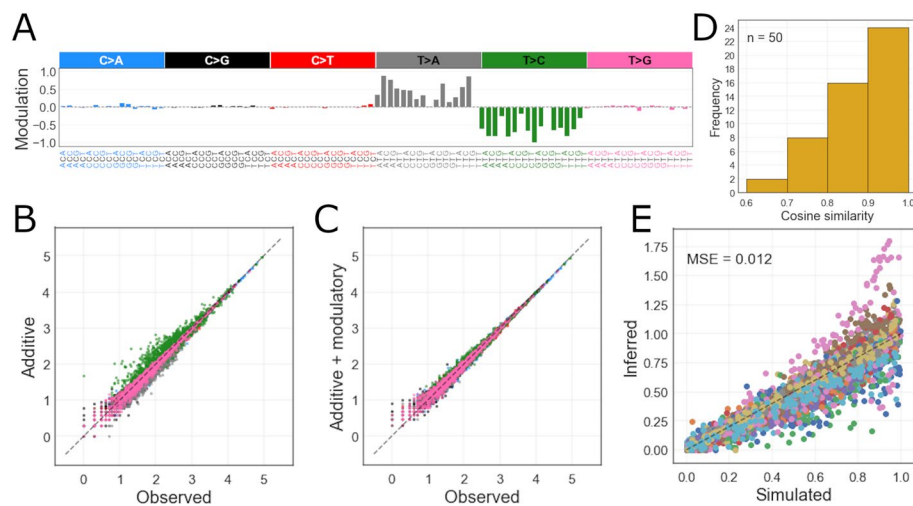 A
C>A C>G C>T T>A T>C T>G
Modulation
1.0
0.5
0.0
−0.5
−1.0
D
n = 50
Frequency
24
22
20
18
16
14
12
10
8
6
4
2
0.6 0.7 0.8 0.9 1.0
Cosine similarity
B
Additive
5
4
3
2
1
0
0 1 2 3 4 5
Observed
C
Additive + modulatory
5
4
3
2
1
0
0 1 2 3 4 5
Observed
E
MSE = 0.012
Inferred
1.75
1.50
1.25
1.00
0.75
0.50
0.25
0.00
0.0 0.2 0.4 0.6 0.8 1.0
Simulated